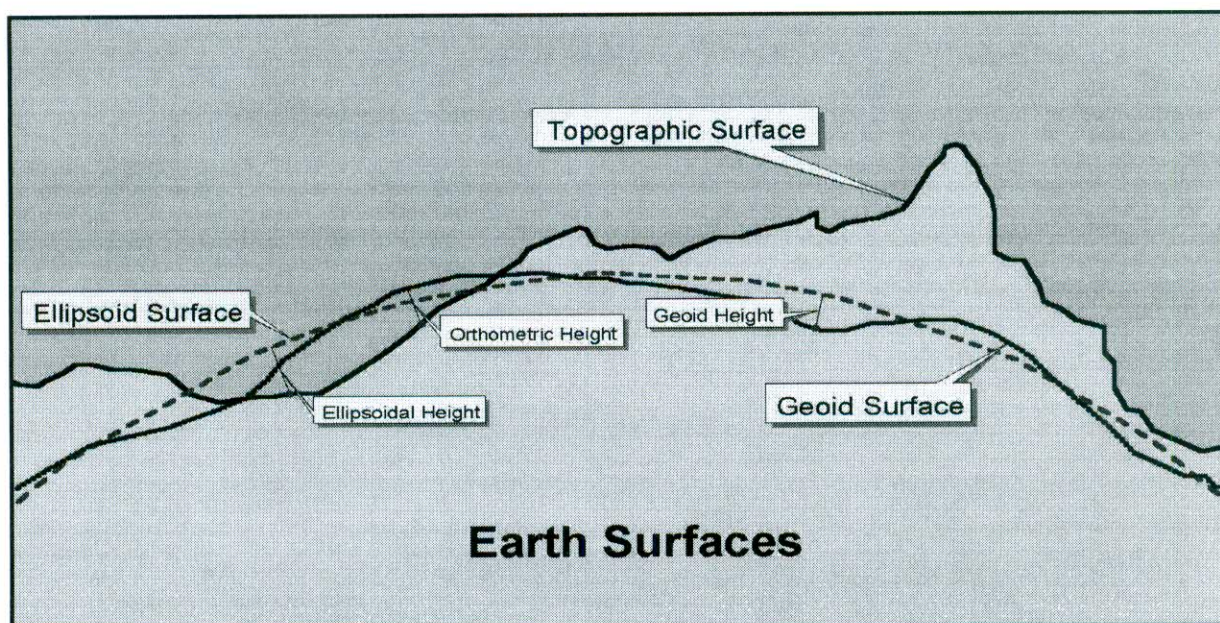 Topographic Surface
Ellipsoid Surface
Orthometric Height
Geoid Height
Ellipsoidal Height
Geoid Surface
Earth Surfaces